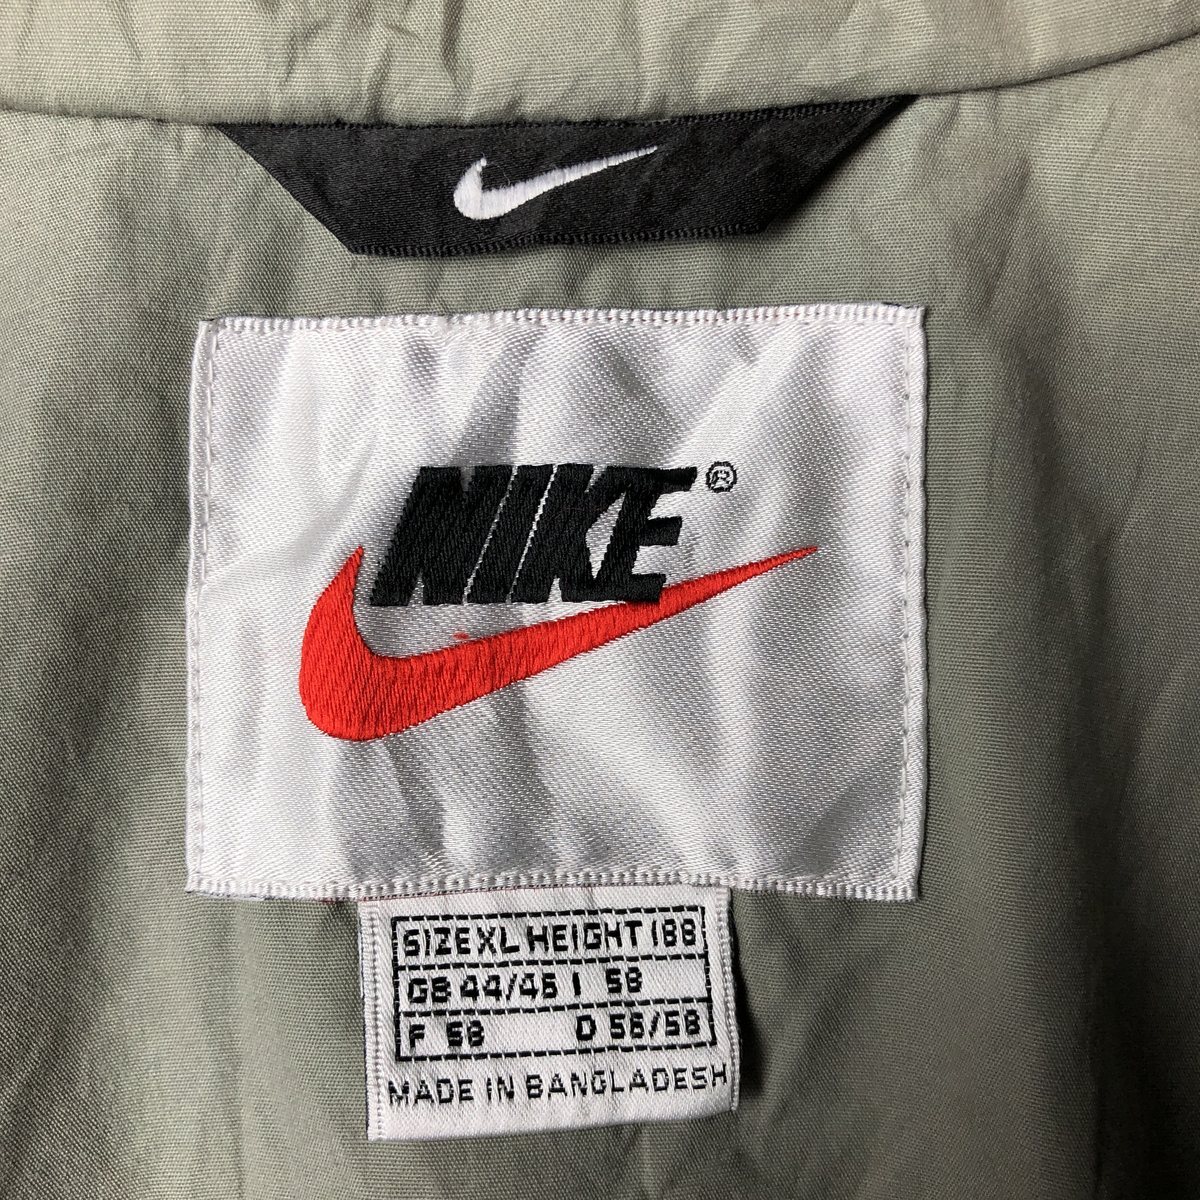 NIKE®
SIZE XL HEIGHT 188
GB 44/46 I 58
F 58 D 56/58
MADE IN BANGLADESH